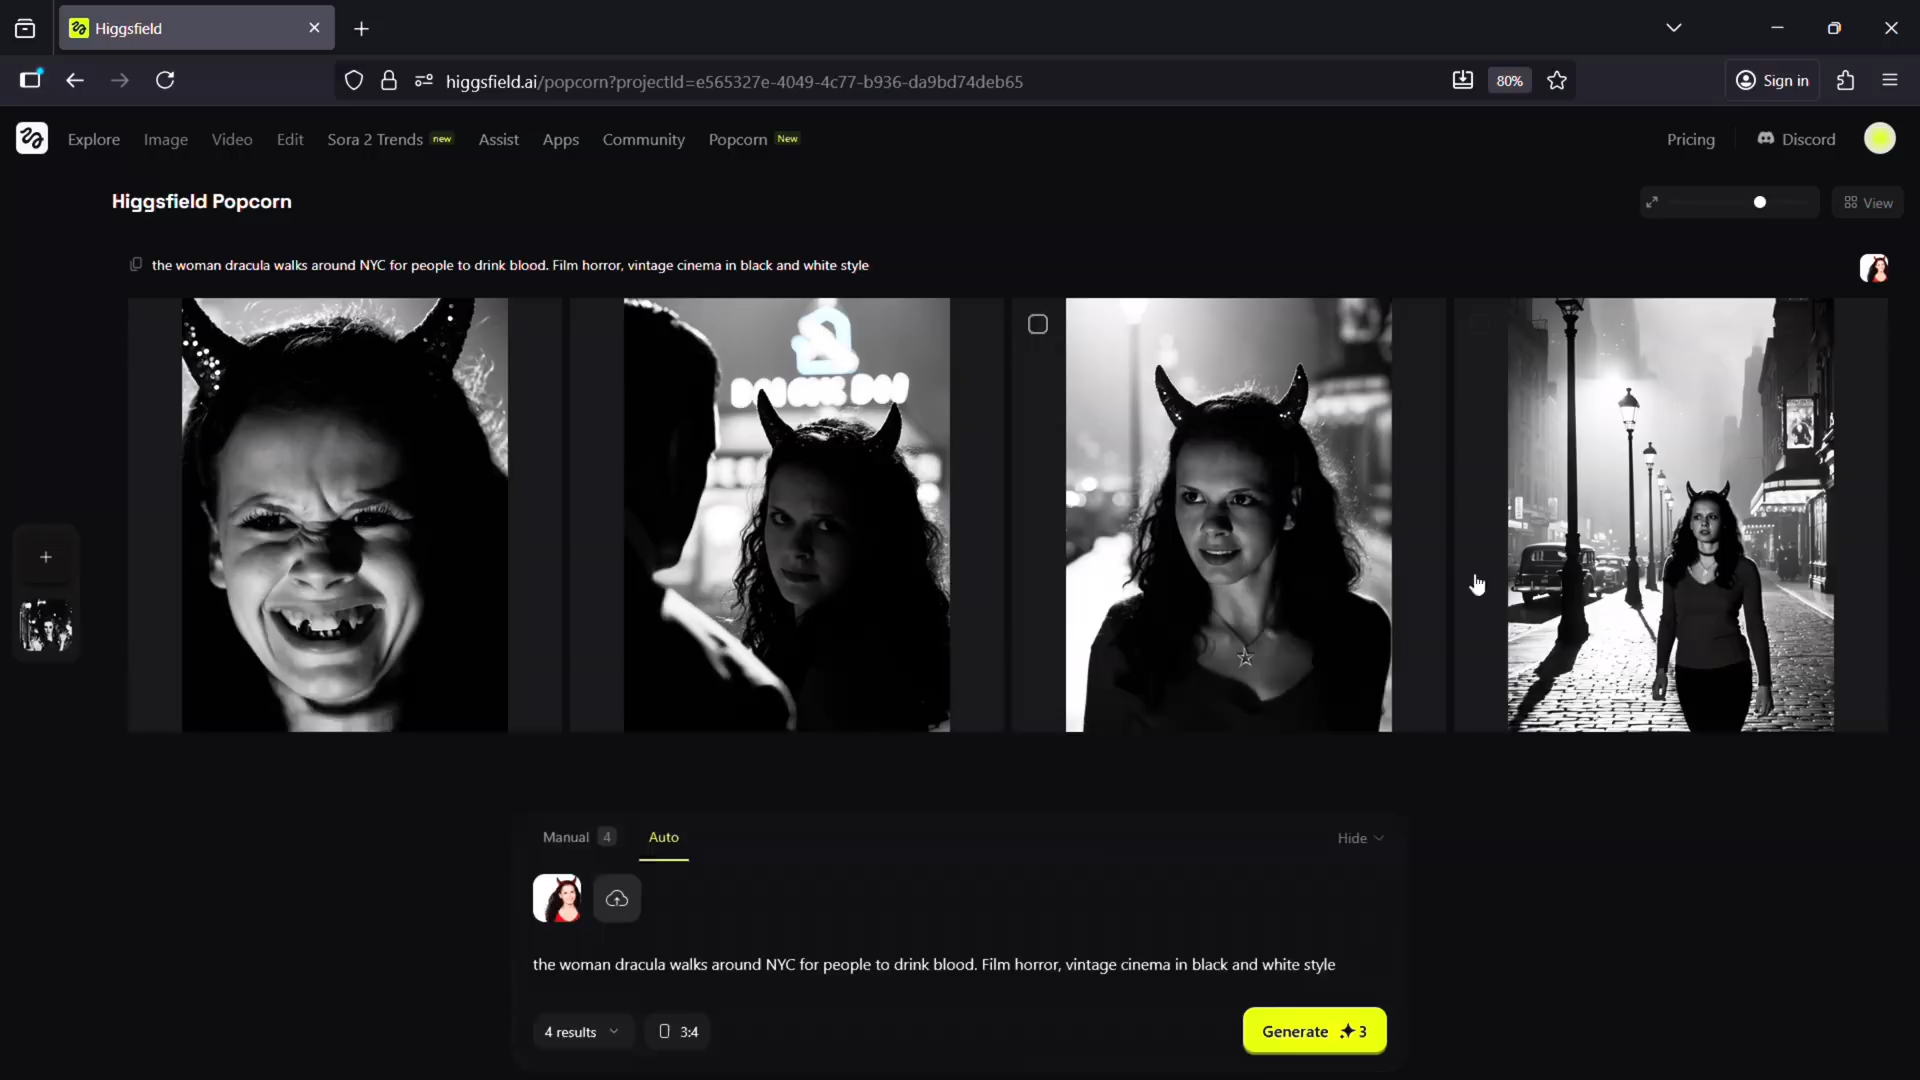 Higgsfield
higgsfield.ai/popcorn?projectId=e565327e-4049-4c77-b936-da9bd74deb65
80%
Sign in
Explore
Image
Video
Edit
Sora 2 Trends new
Assist
Apps
Community
Popcorn New
Pricing
Discord
Higgsfield Popcorn
View
the woman dracula walks around NYC for people to drink blood. Film horror, vintage cinema in black and white style
Manual 4
Auto
Hide
the woman dracula walks around NYC for people to drink blood. Film horror, vintage cinema in black and white style
4 results
3:4
Generate 3